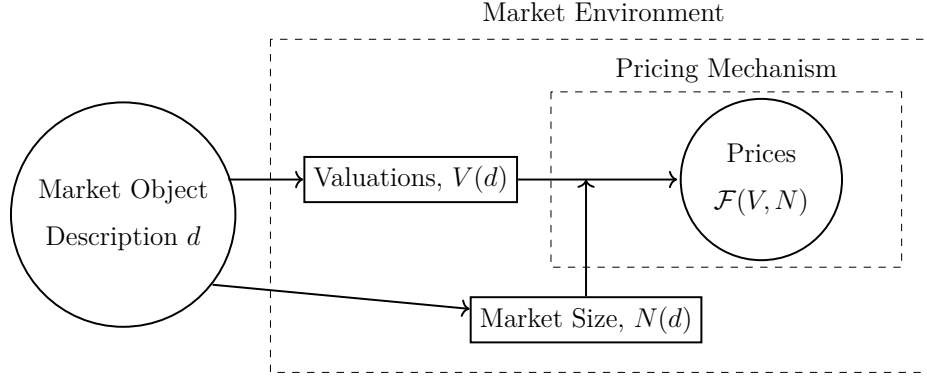 Market Environment
Pricing Mechanism
Market Object
Description d
Valuations, V(d)
Prices
ℱ(V, N)
Market Size, N(d)